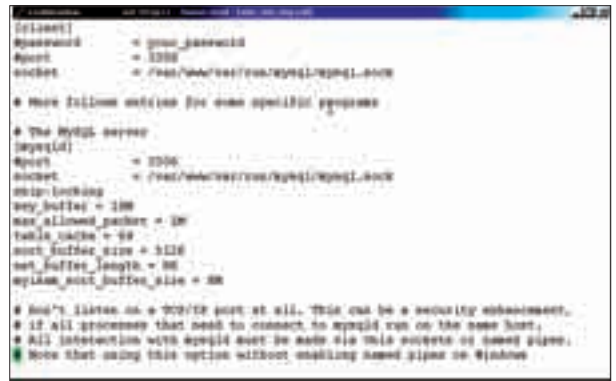 [client]
#password = your_password
#port = 3306
socket = /var/www/var/run/mysql/mysql.sock
# Here follows entries for some specific programs
# The MySQL server
[mysqld]
#port = 3306
socket = /var/www/var/run/mysql/mysql.sock
skip-locking
key_buffer = 16M
max_allowed_packet = 1M
table_cache = 64
sort_buffer_size = 512K
net_buffer_length = 8K
myisam_sort_buffer_size = 8M
# Don't listen on a TCP/IP port at all. This can be a security enhancement,
# if all processes that need to connect to mysqld run on the same host.
# All interaction with mysqld must be made via Unix sockets or named pipes.
# Note that using this option without enabling named pipes on Windows